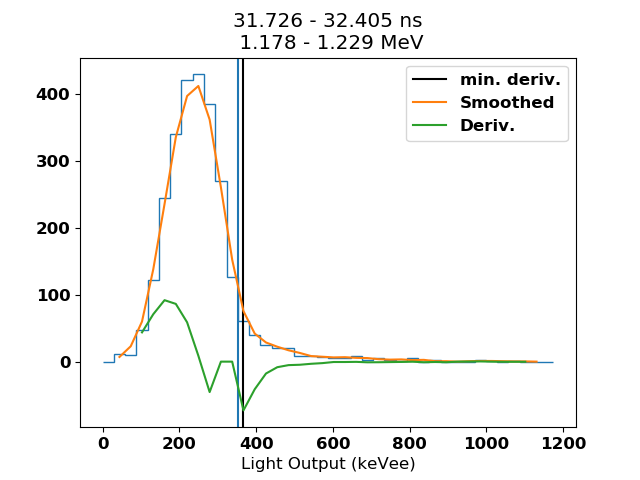 31.726 - 32.405 ns
1.178 - 1.229 MeV
min. deriv.
Smoothed
Deriv.
400
300
200
100
0
0 200 400 600 800 1000 1200
Light Output (keVee)